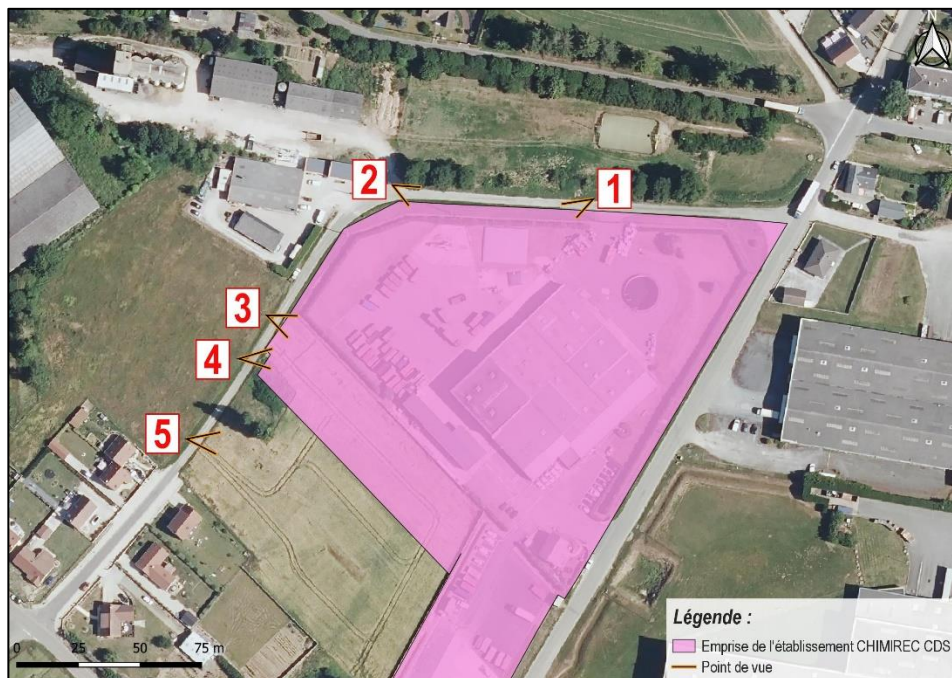 N
1
2
3
4
5
0 25 50 75 m
Légende :
Emprise de l'établissement CHIMIREC CDS
Point de vue